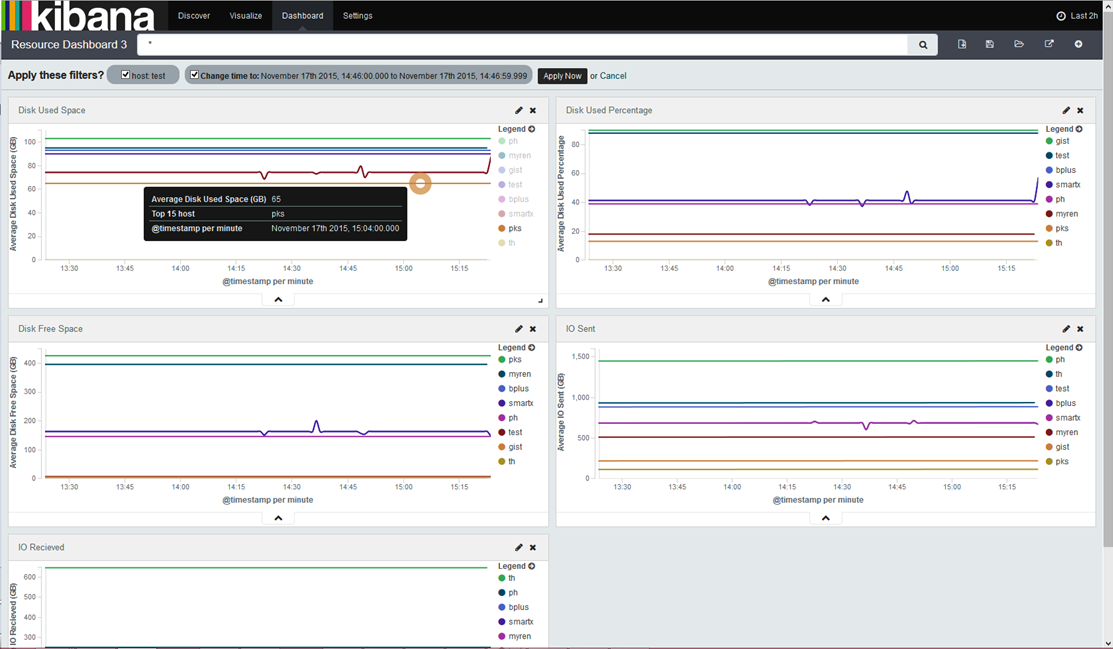 kibana Discover Visualize Dashboard Settings Last 2h
Resource Dashboard 3 *
Apply these filters? host: test Change time to: November 17th 2015, 14:46:00.000 to November 17th 2015, 14:46:59.999 Apply Now or Cancel
Disk Used Space
Average Disk Used Space (GB)
100
80
60
40
20
0
13:30 13:45 14:00 14:15 14:30 14:45 15:00 15:15
@timestamp per minute
Legend
ph
myren
gist
test
bplus
smartx
pks
th
Average Disk Used Space (GB) 65
Top 15 host pks
@timestamp per minute November 17th 2015, 15:04:00.000
Disk Used Percentage
Average Disk Used Percentage
80
60
40
20
0
13:30 13:45 14:00 14:15 14:30 14:45 15:00 15:15
@timestamp per minute
Legend
gist
test
bplus
smartx
ph
myren
pks
th
Disk Free Space
Average Disk Free Space (GB)
400
300
200
100
0
13:30 13:45 14:00 14:15 14:30 14:45 15:00 15:15
@timestamp per minute
Legend
pks
myren
bplus
smartx
ph
test
gist
th
IO Sent
Average IO Sent (GB)
1,500
1,000
500
0
13:30 13:45 14:00 14:15 14:30 14:45 15:00 15:15
@timestamp per minute
Legend
ph
th
test
bplus
smartx
myren
gist
pks
IO Recieved
IO Recieved (GB)
600
500
400
300
Legend
th
ph
bplus
smartx
myren